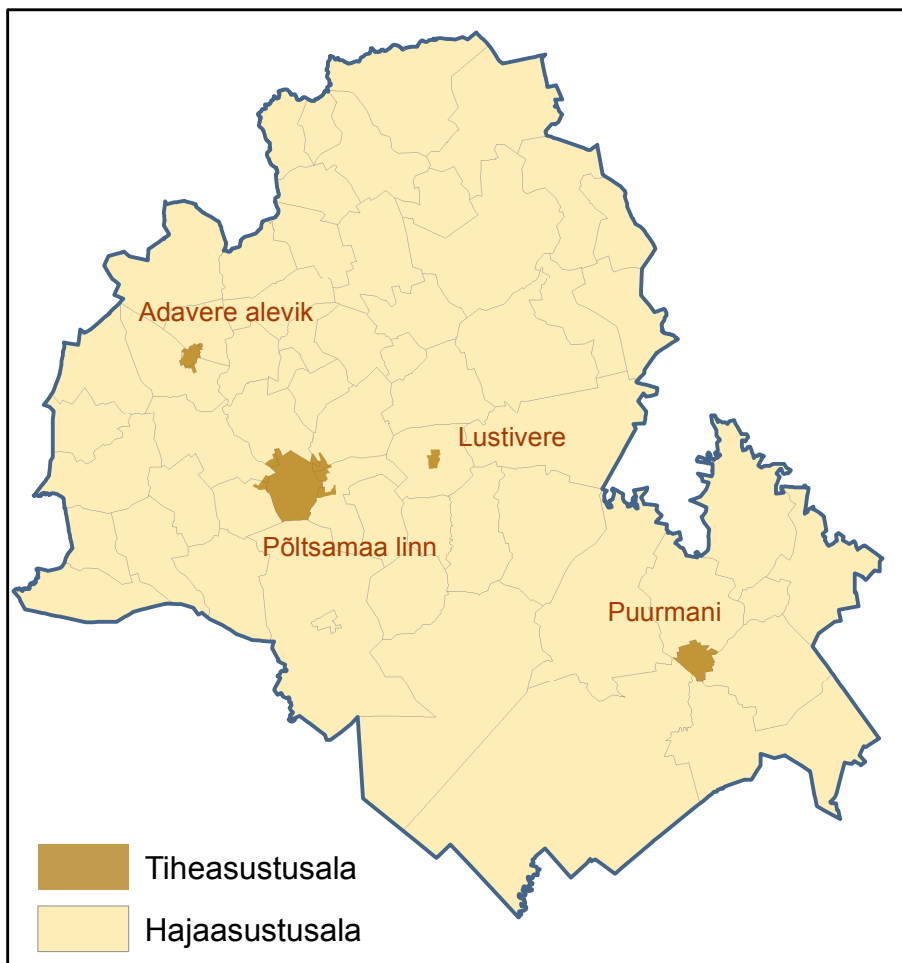 Adavere alevik
Lustivere
Põltsamaa linn
Puurmani
Tiheasustusala
Hajaasustusala